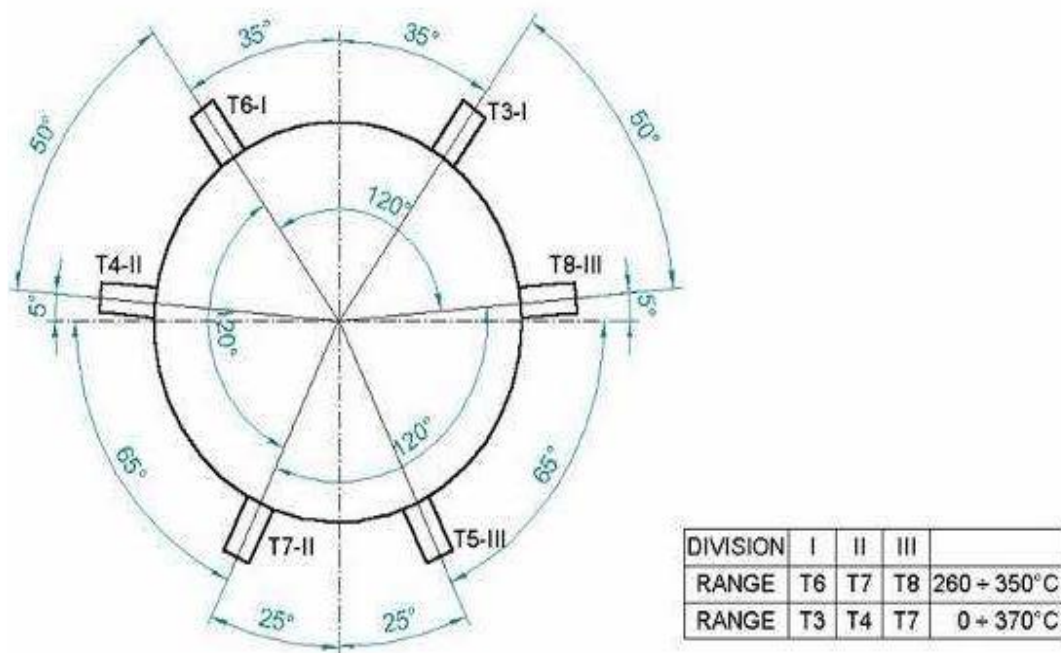 35° 35°
T6-I T3-I
50° 50°
120°
T4-II T8-III
5° 5°
120°
120°
65° 65°
T7-II T5-III
25° 25°
DIVISION I II III
RANGE T6 T7 T8 260 ÷ 350°C
RANGE T3 T4 T7 0 ÷ 370°C